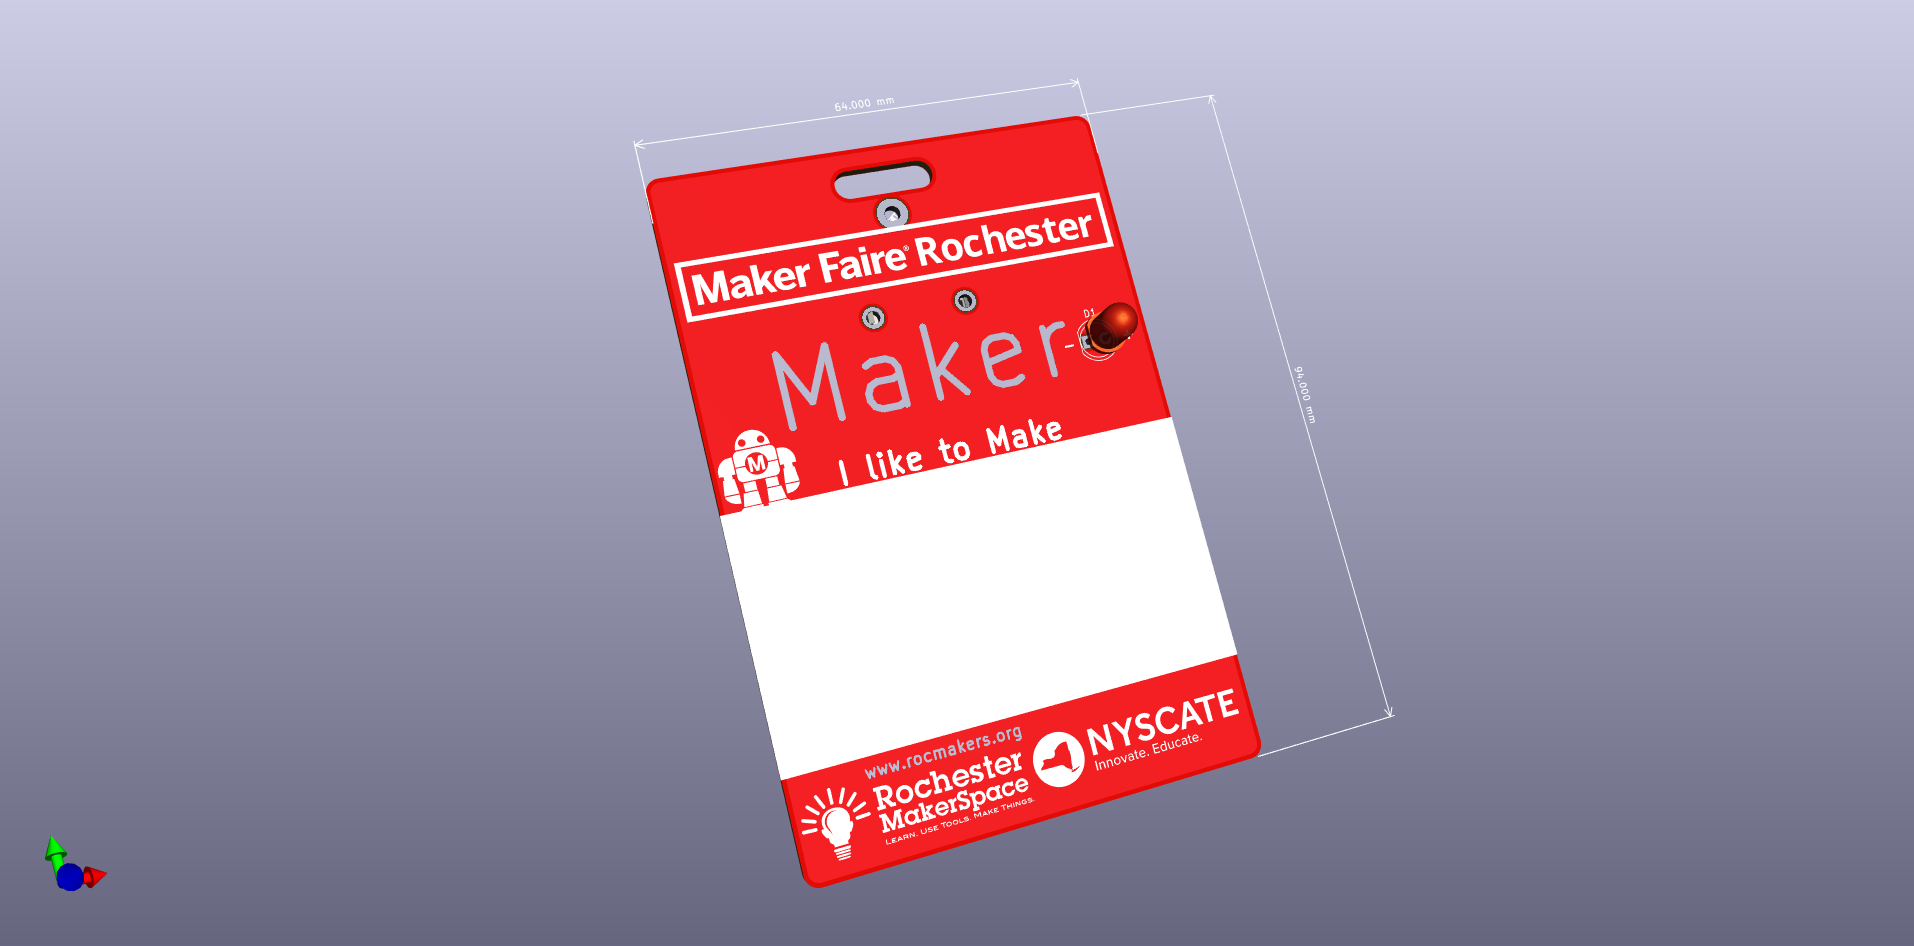 64.000 mm
Maker Faire® Rochester
D1
Maker
94.000 mm
I like to Make
M
www.rocmakers.org
Rochester
MakerSpace
LEARN. USE TOOLS. MAKE THINGS.
NYSCATE
Innovate. Educate.